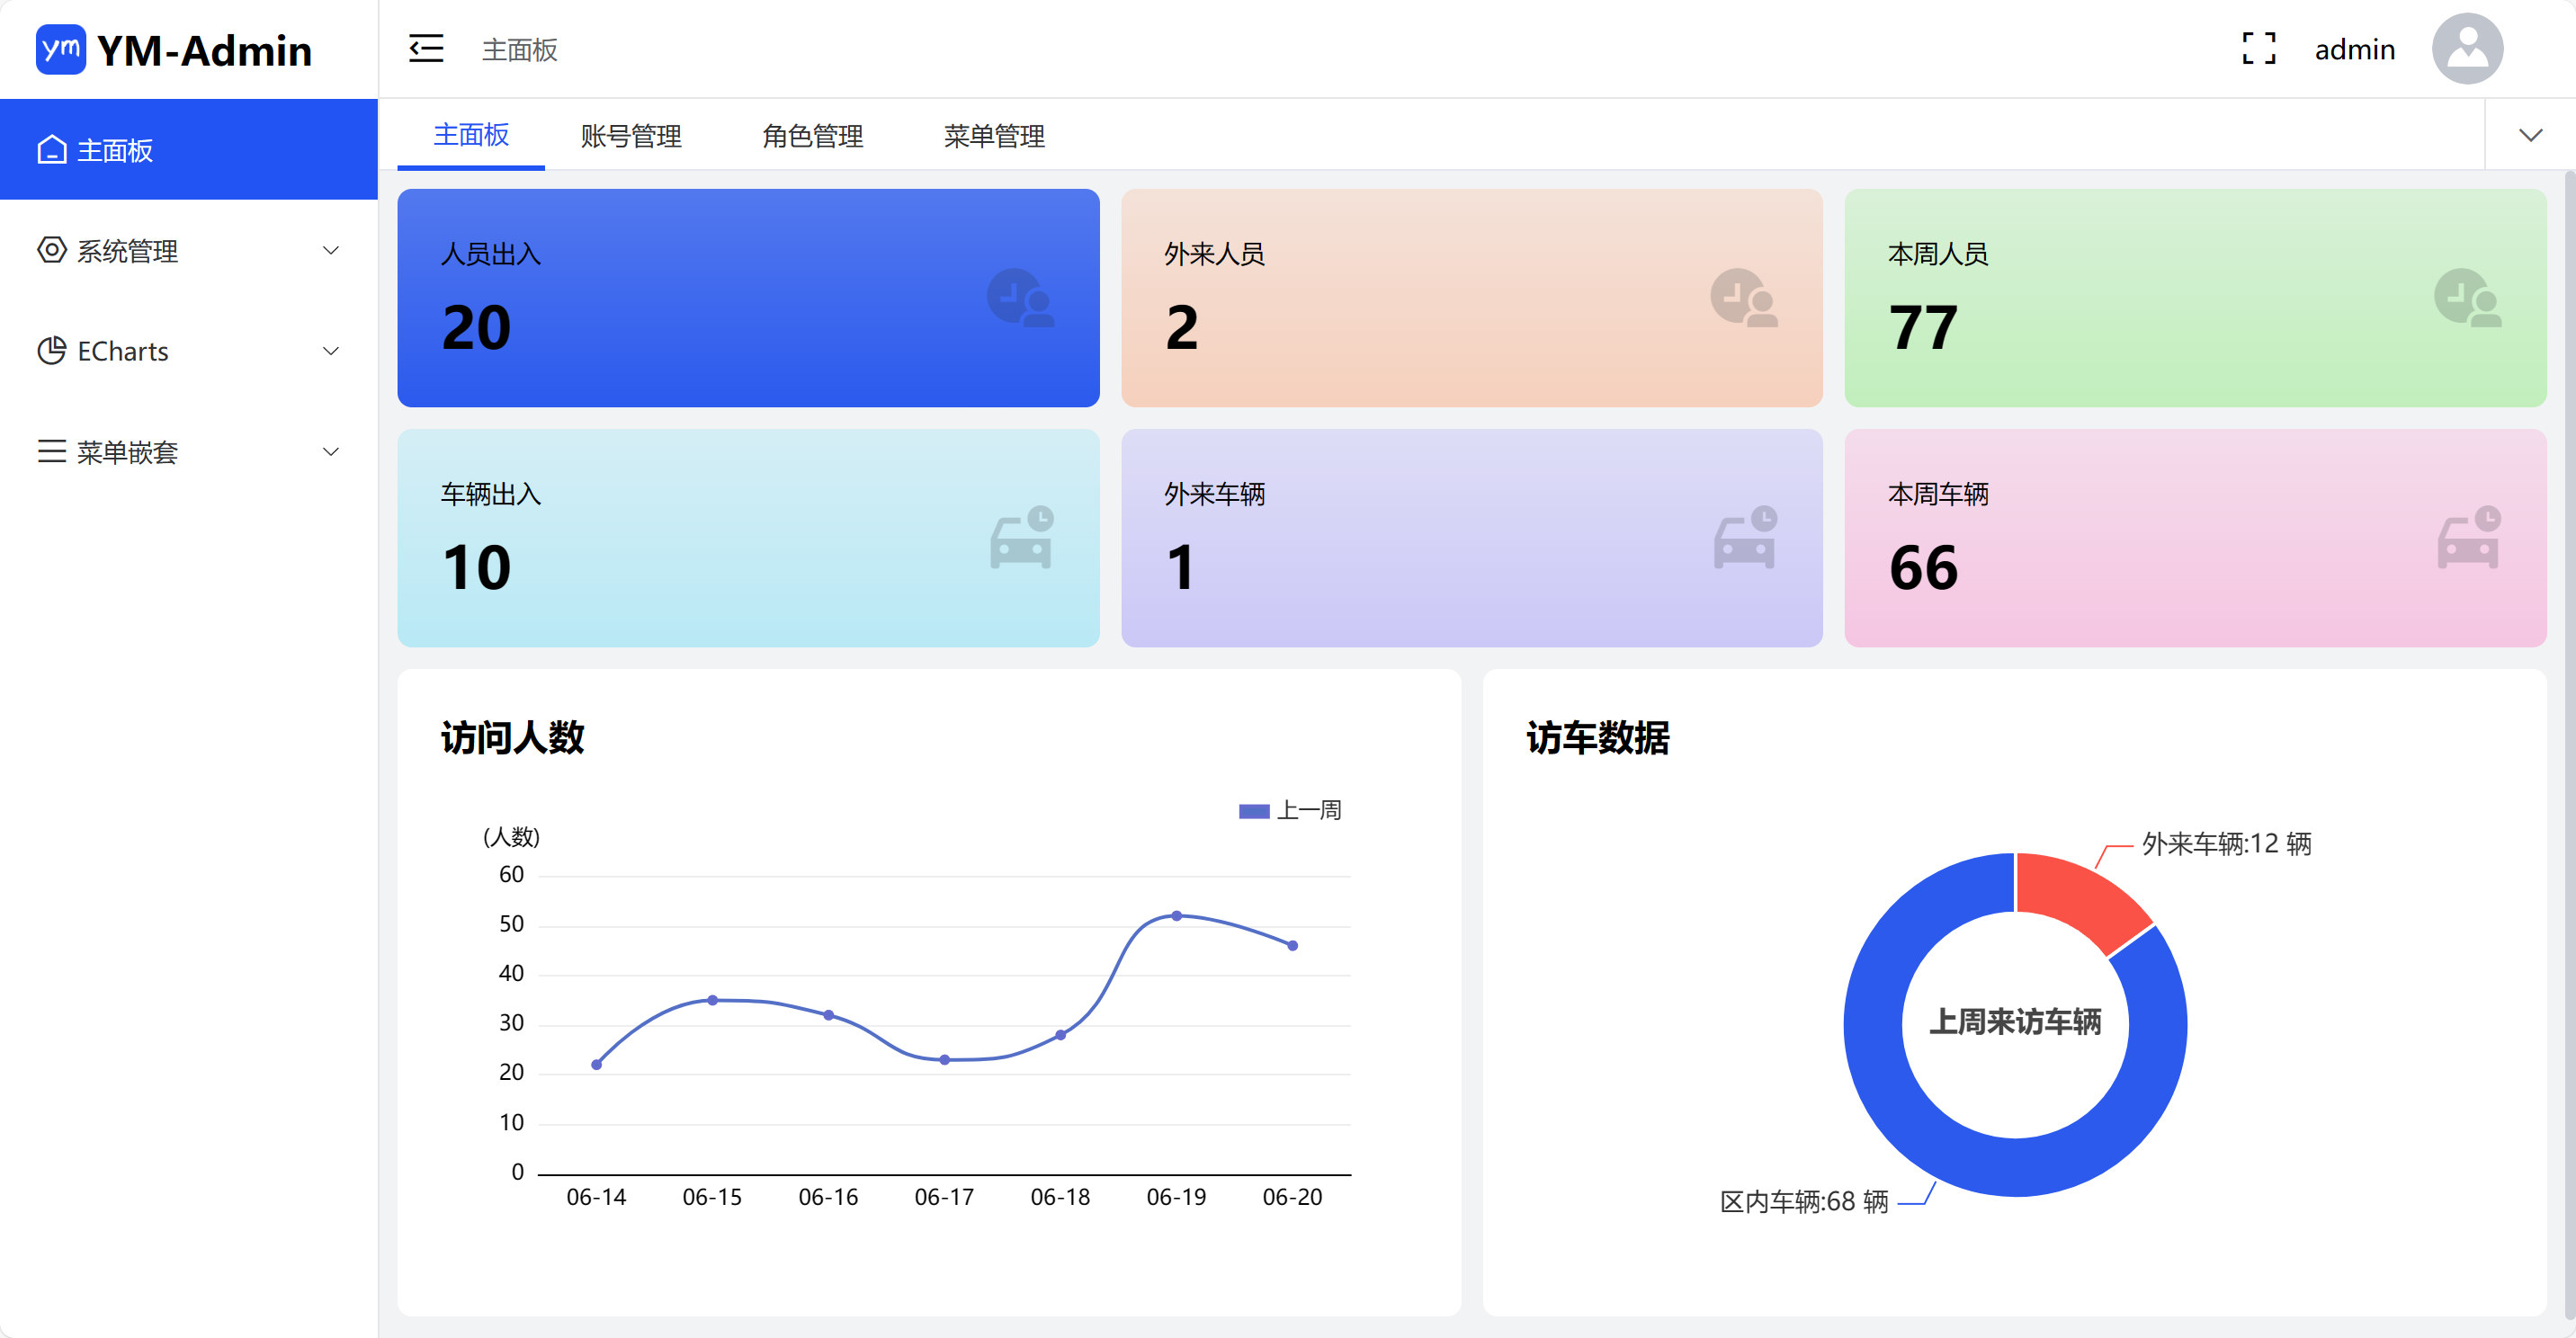 ym YM-Admin
主面板
admin
主面板
系统管理
ECharts
菜单嵌套
主面板 账号管理 角色管理 菜单管理
人员出入
20
外来人员
2
本周人员
77
车辆出入
10
外来车辆
1
本周车辆
66
访问人数
上一周
(人数)
60
50
40
30
20
10
0
06-14 06-15 06-16 06-17 06-18 06-19 06-20
访车数据
外来车辆:12 辆
上周来访车辆
区内车辆:68 辆